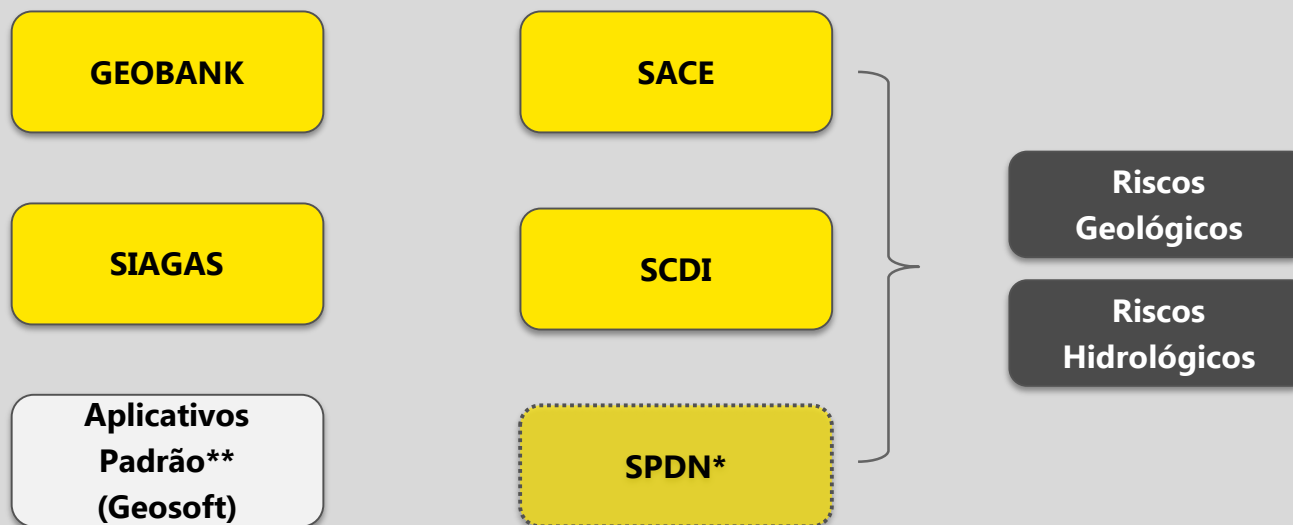 GEOBANK
SACE
SIAGAS
SCDI
Aplicativos
Padrão**
(Geosoft)
SPDN*
Riscos
Geológicos
Riscos
Hidrológicos